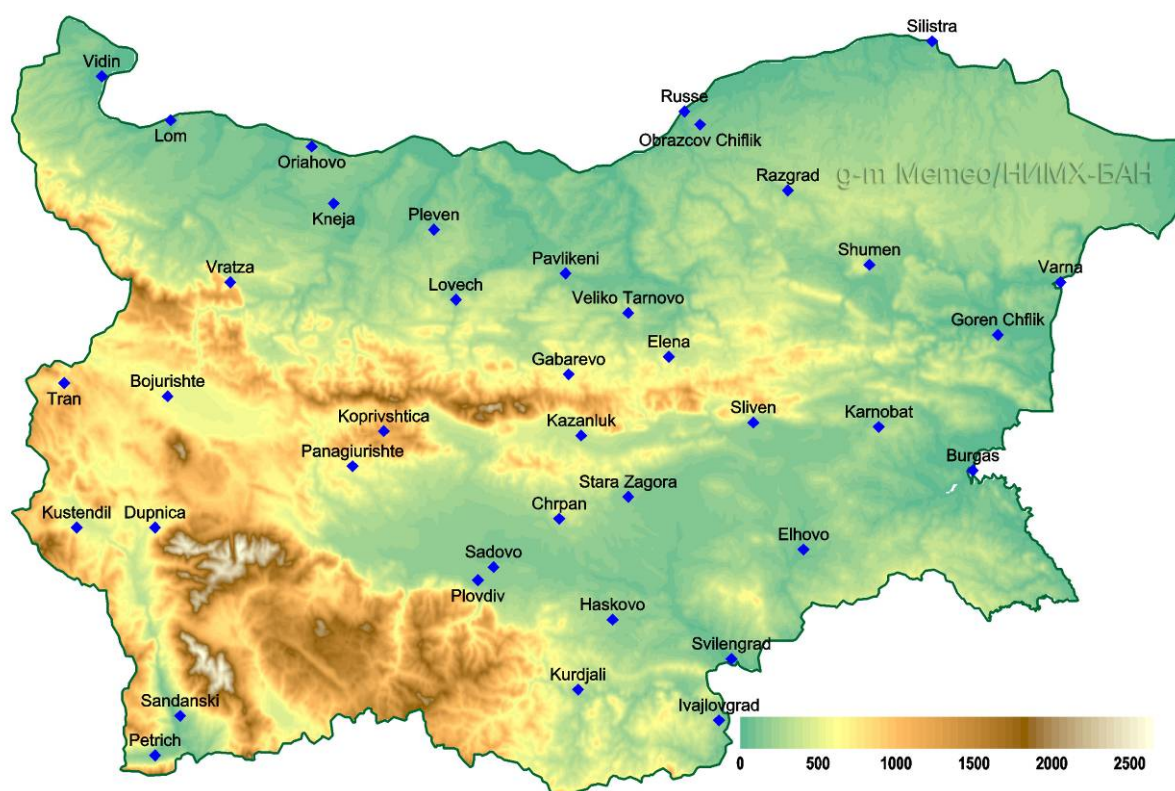 Silistra
Vidin
Russe
Lom
Obrazcov Chiflik
Oriahovo
g-m Memeo/НИМХ-БАН
Razgrad
Kneja
Pleven
Shumen
Pavlikeni
Vratza
Varna
Lovech
Veliko Tarnovo
Goren Chflik
Elena
Gabarevo
Bojurishte
Tran
Koprivshtica
Kazanluk
Sliven
Karnobat
Panagiurishte
Burgas
Stara Zagora
Chrpan
Kustendil
Dupnica
Elhovo
Sadovo
Plovdiv
Haskovo
Svilengrad
Kurdjali
Sandanski
Ivajlovgrad
Petrich
0 500 1000 1500 2000 2500